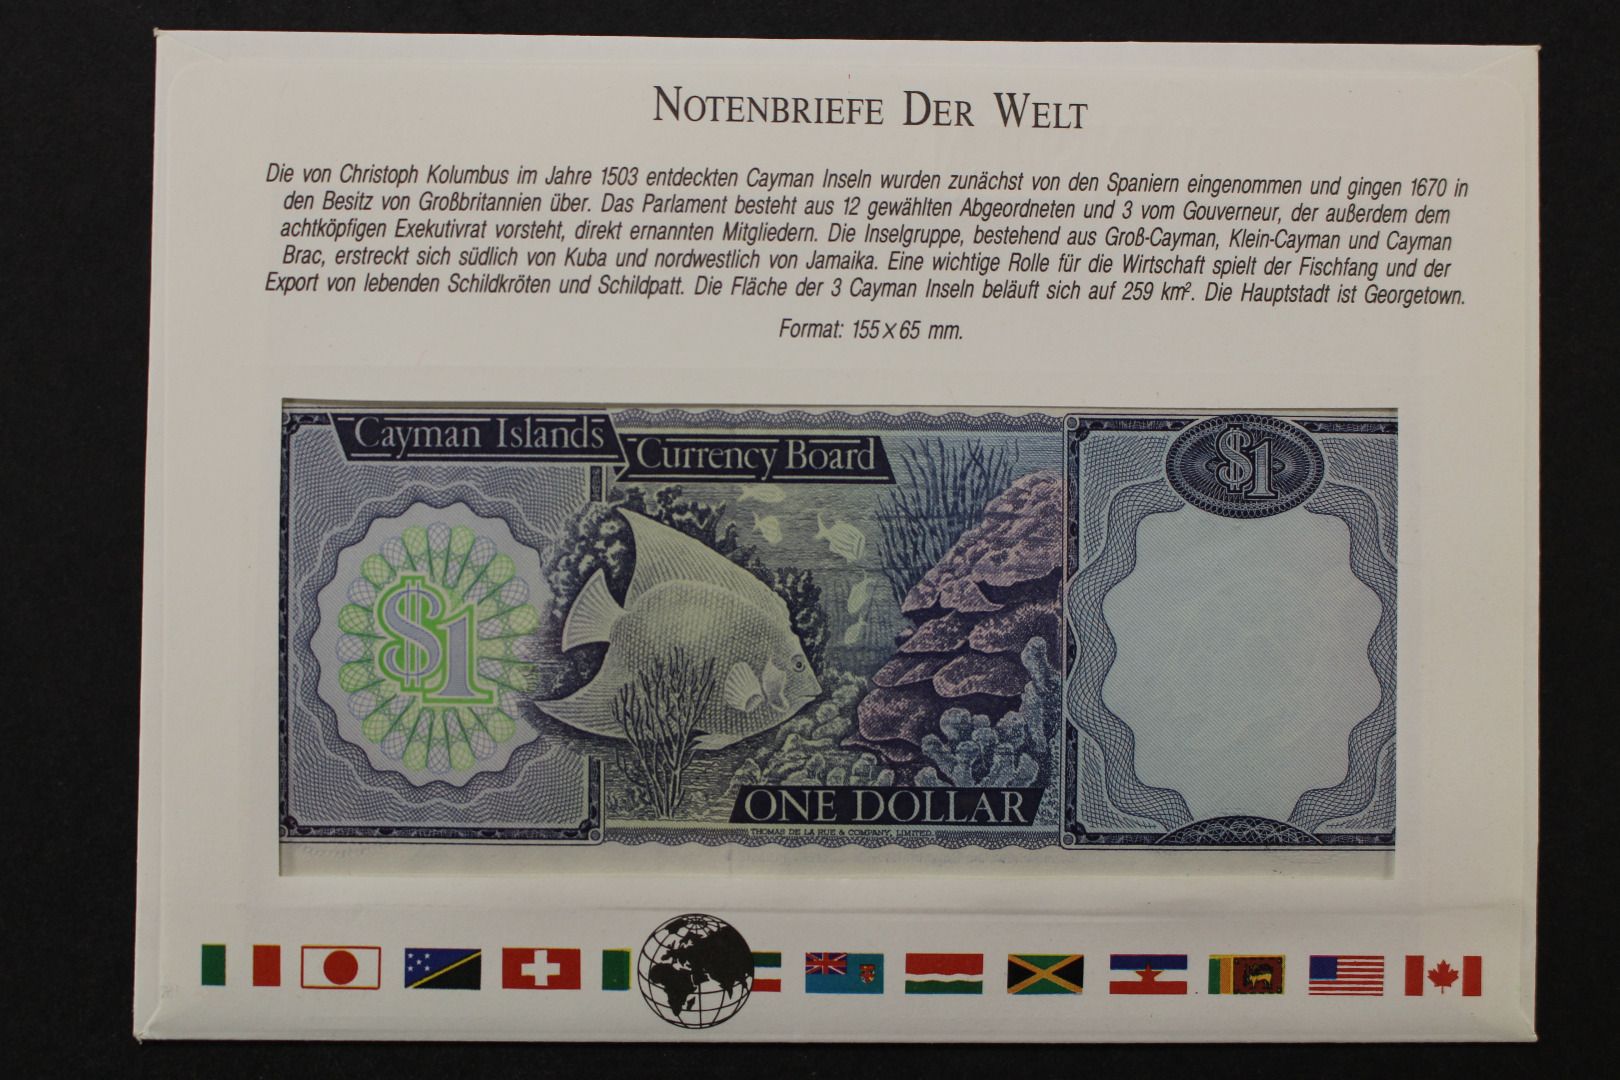 NOTENBRIEFE DER WELT
Die von Christoph Kolumbus im Jahre 1503 entdeckten Cayman Inseln wurden zunächst von den Spaniern eingenommen und gingen 1670 in
den Besitz von Großbritannien über. Das Parlament besteht aus 12 gewählten Abgeordneten und 3 vom Gouverneur, der außerdem dem
achtköpfigen Exekutivrat vorsteht, direkt ernannten Mitgliedern. Die Inselgruppe, bestehend aus Groß-Cayman, Klein-Cayman und Cayman
Brac, erstreckt sich südlich von Kuba und nordwestlich von Jamaika. Eine wichtige Rolle für die Wirtschaft spielt der Fischfang und der
Export von lebenden Schildkröten und Schildpatt. Die Fläche der 3 Cayman Inseln beläuft sich auf 259 km². Die Hauptstadt ist Georgetown.
Format: 155×65 mm.
Cayman Islands
Currency Board
$1
$1
ONE DOLLAR
THOMAS DE LA RUE & COMPANY, LIMITED.